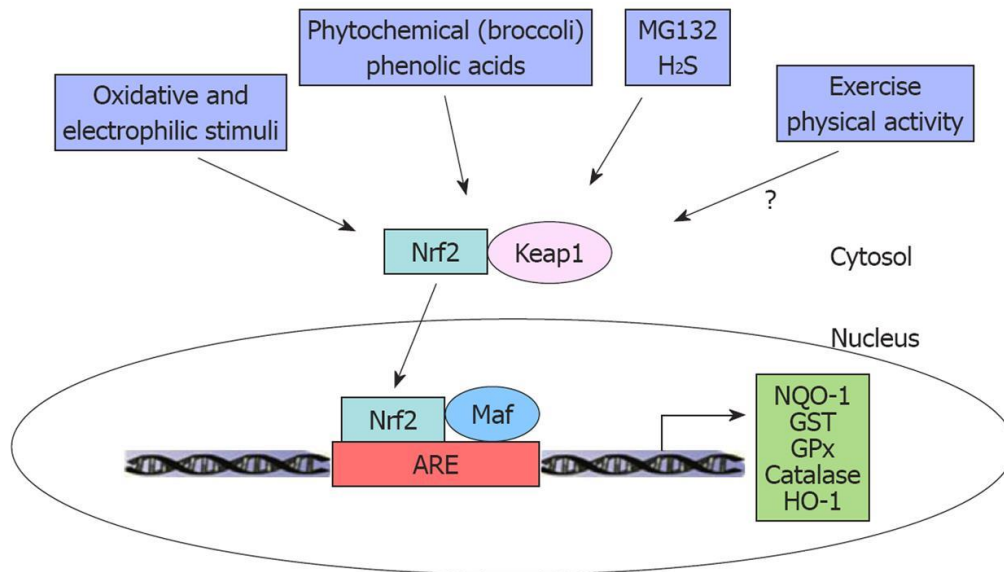 Phytochemical (broccoli)
phenolic acids
MG132
H₂S
Oxidative and
electrophilic stimuli
Exercise
physical activity
?
Nrf2
Keap1
Cytosol
Nucleus
Nrf2
Maf
ARE
NQO-1
GST
GPx
Catalase
HO-1